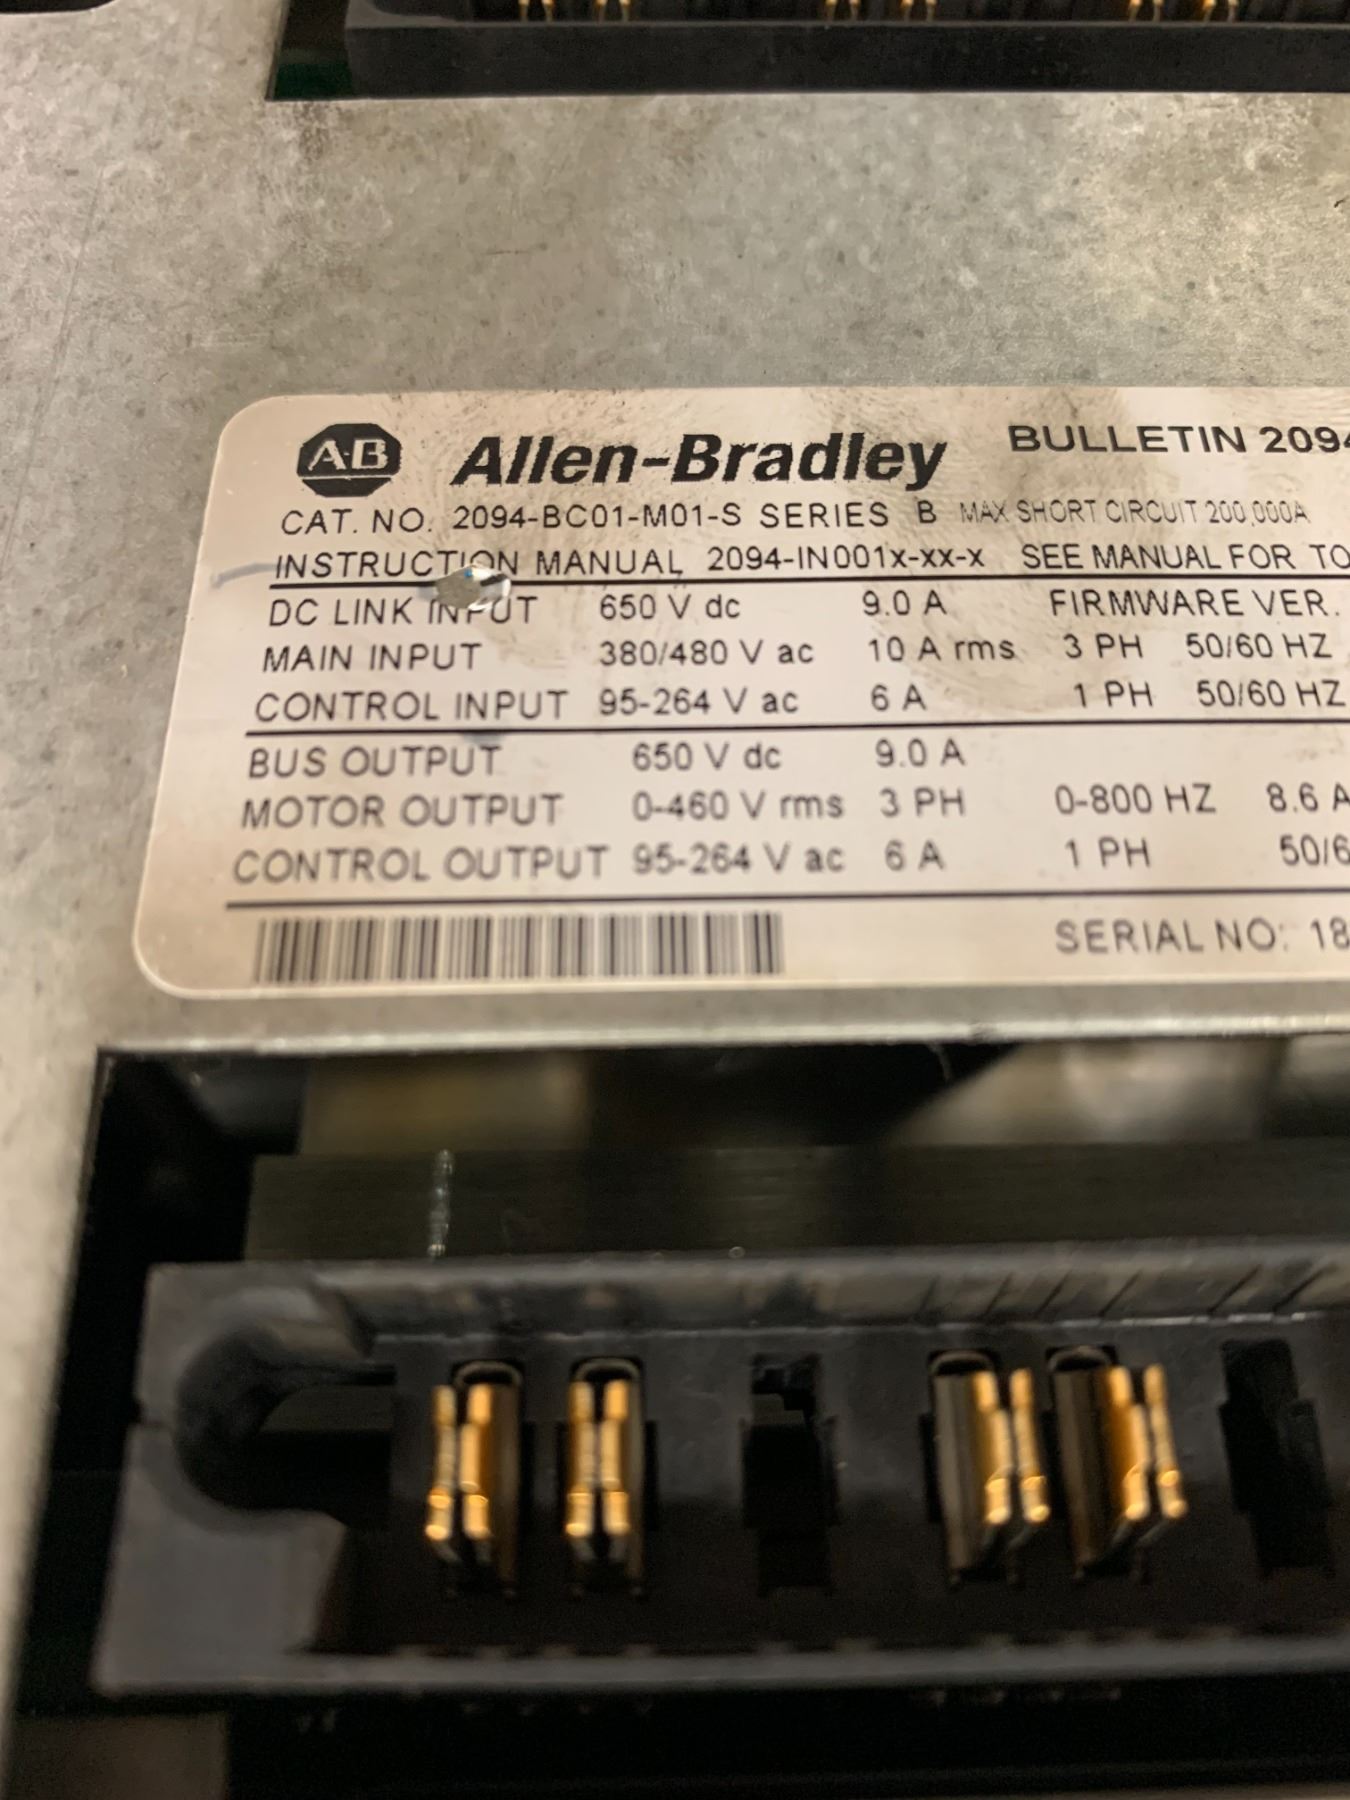 A-B Allen-Bradley BULLETIN 2094
CAT. NO. 2094-BC01-M01-S SERIES B MAX SHORT CIRCUIT 200,000A
INSTRUCTION MANUAL 2094-IN001x-xx-x SEE MANUAL FOR TO
DC LINK INPUT 650 V dc 9.0 A FIRMWARE VER.
MAIN INPUT 380/480 V ac 10 A rms 3 PH 50/60 HZ
CONTROL INPUT 95-264 V ac 6 A 1 PH 50/60 HZ
BUS OUTPUT 650 V dc 9.0 A
MOTOR OUTPUT 0-460 V rms 3 PH 0-800 HZ 8.6 A
CONTROL OUTPUT 95-264 V ac 6 A 1 PH 50/6
SERIAL NO: 18